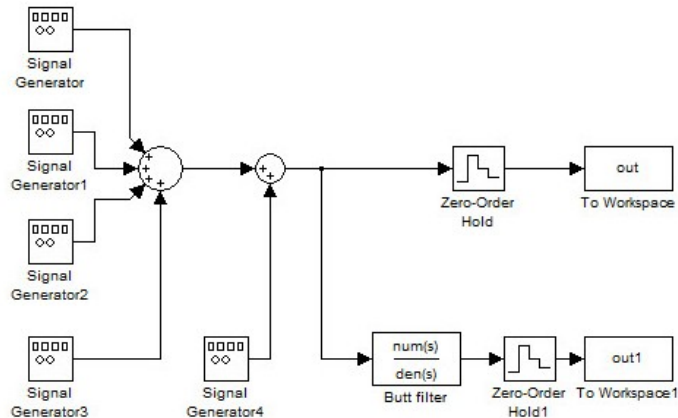 Signal
Generator
Signal
Generator1
Signal
Generator2
Signal
Generator3
Signal
Generator4
+
+
+
+
+
+
Zero-Order
Hold
out
To Workspace
num(s)
den(s)
Butt filter
Zero-Order
Hold1
out1
To Workspace1